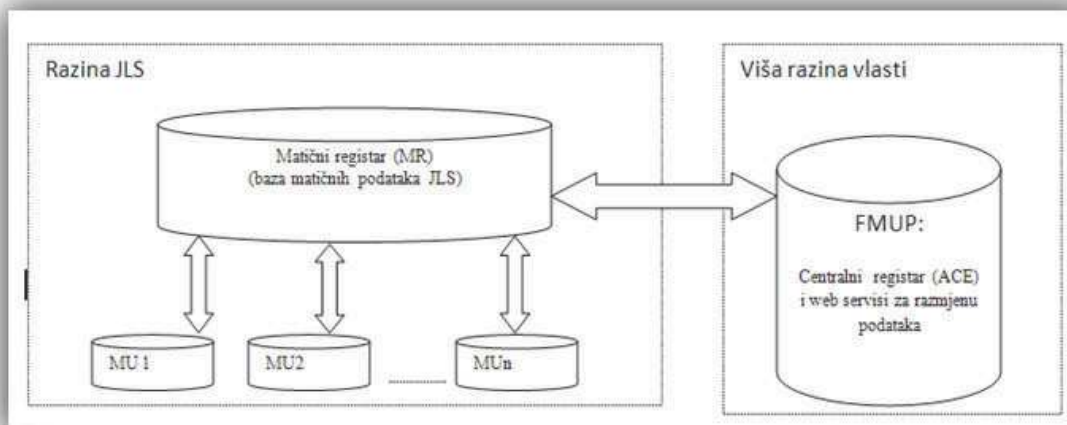 Razina JLS
Matični registar (MR)
(baza matičnih podataka JLS)
MU 1
MU2
MUn
Viša razina vlasti
FMUP:
Centralni registar (ACE)
i web servisi za razmjenu
podataka